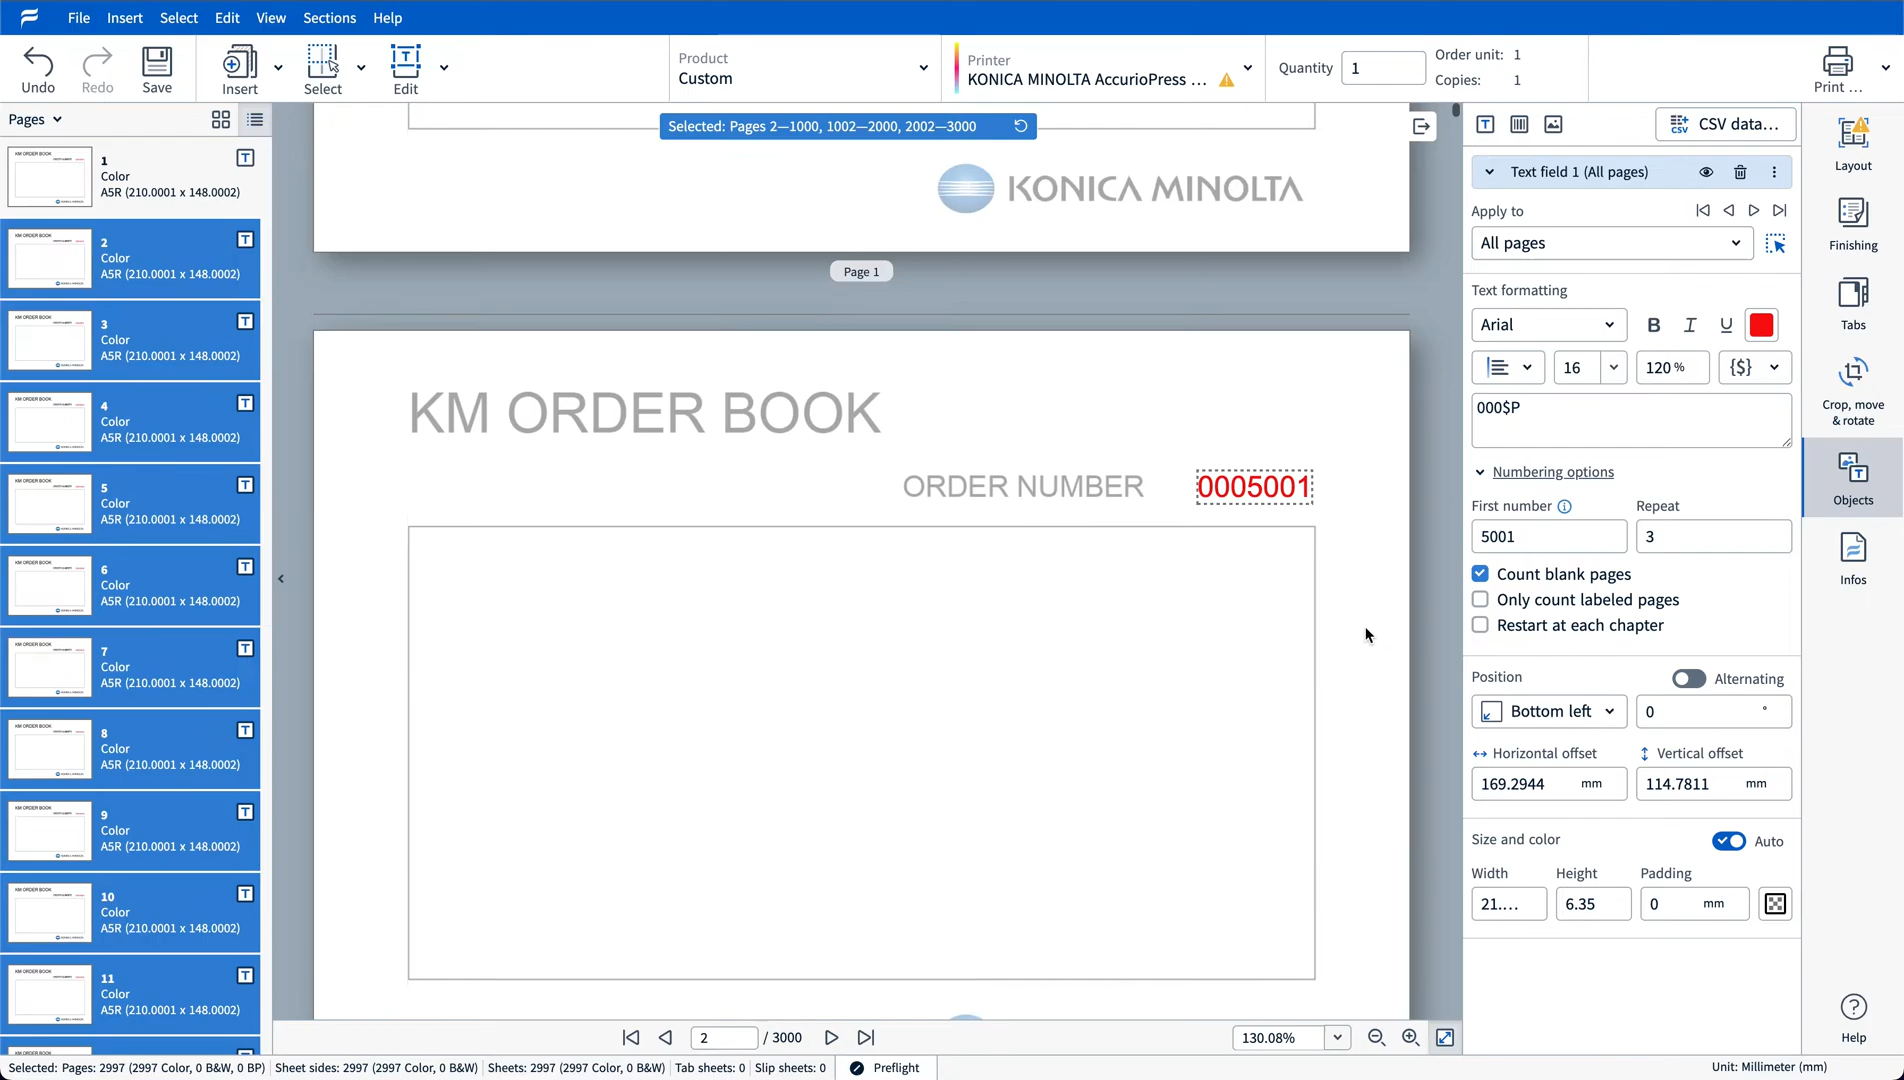 File Insert Select Edit View Sections Help
Undo Redo Save Insert Select Edit
Product
Custom
Printer
KONICA MINOLTA AccurioPress ...
Quantity 1
Order unit: 1
Copies: 1
Print ...
Pages
1
Color
A5R (210.0001 x 148.0002)
2
Color
A5R (210.0001 x 148.0002)
3
Color
A5R (210.0001 x 148.0002)
4
Color
A5R (210.0001 x 148.0002)
5
Color
A5R (210.0001 x 148.0002)
6
Color
A5R (210.0001 x 148.0002)
7
Color
A5R (210.0001 x 148.0002)
8
Color
A5R (210.0001 x 148.0002)
9
Color
A5R (210.0001 x 148.0002)
10
Color
A5R (210.0001 x 148.0002)
11
Color
A5R (210.0001 x 148.0002)
Selected: Pages 2—1000, 1002—2000, 2002—3000
KONICA MINOLTA
Page 1
KM ORDER BOOK
ORDER NUMBER 0005001
2 / 3000
130.08%
CSV CSV data...
Text field 1 (All pages)
Apply to
All pages
Text formatting
Arial B I U
16 120 % {$}
000$P
Numbering options
First number Repeat
5001 3
Count blank pages
Only count labeled pages
Restart at each chapter
Position Alternating
Bottom left 0 °
Horizontal offset Vertical offset
169.2944 mm 114.7811 mm
Size and color Auto
Width Height Padding
21.... 6.35 0 mm
Layout
Finishing
Tabs
Crop, move
& rotate
Objects
Infos
Help
Selected: Pages: 2997 (2997 Color, 0 B&W, 0 BP) Sheet sides: 2997 (2997 Color, 0 B&W) Sheets: 2997 (2997 Color, 0 B&W) Tab sheets: 0 Slip sheets: 0 Preflight Unit: Millimeter (mm)